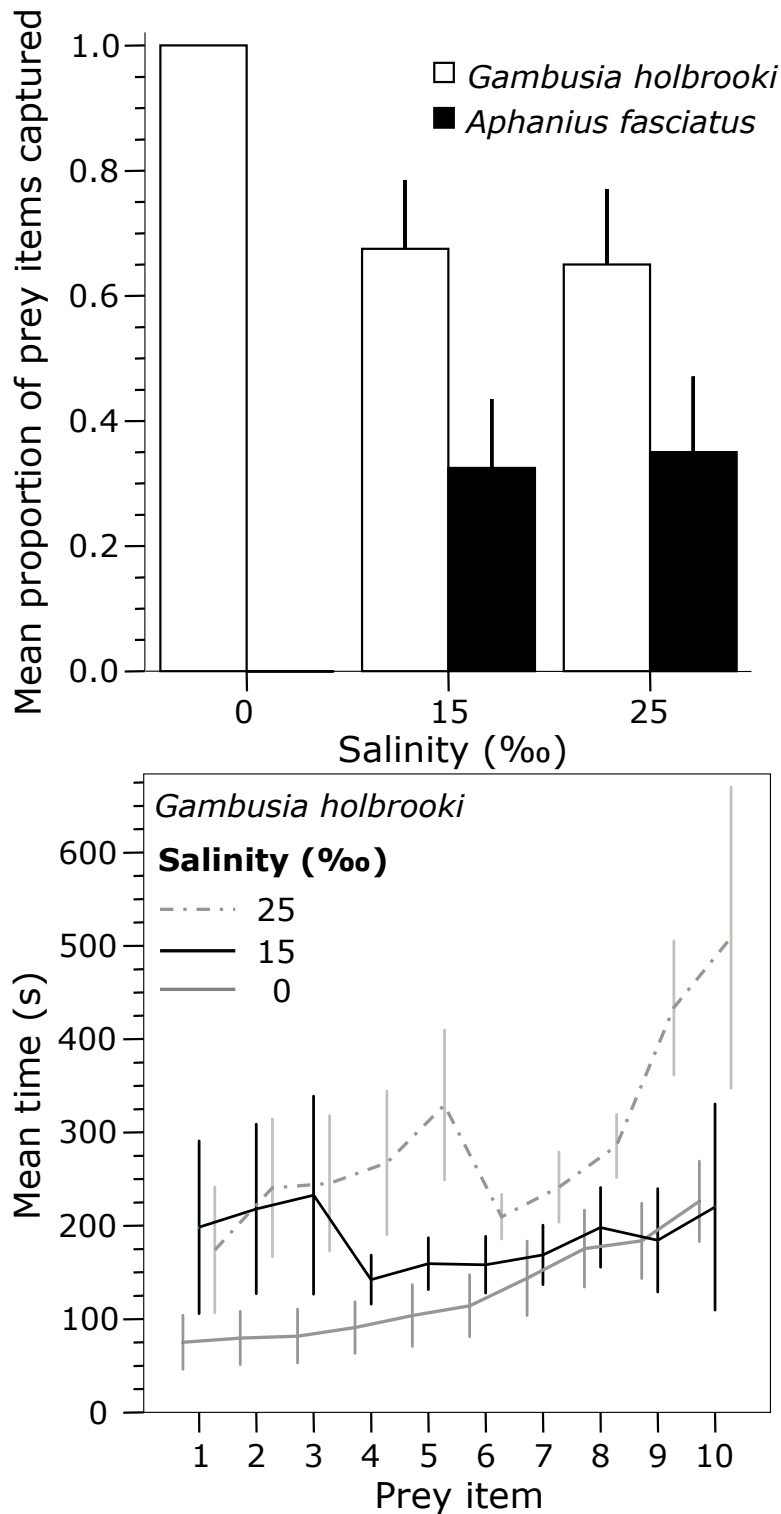 Mean proportion of prey items captured
1.0
0.8
0.6
0.4
0.2
0.0
Gambusia holbrooki
Aphanius fasciatus
0 15 25
Salinity (‰)
Gambusia holbrooki
Salinity (‰)
25
15
0
Mean time (s)
600
500
400
300
200
100
0
1 2 3 4 5 6 7 8 9 10
Prey item